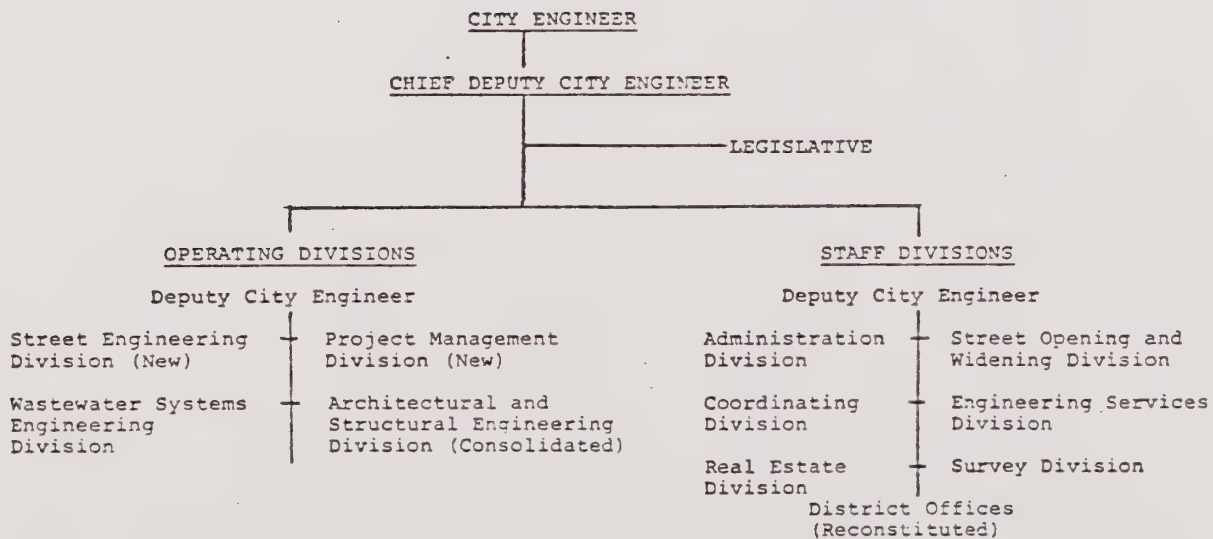 CITY ENGINEER
CHIEF DEPUTY CITY ENGINEER
LEGISLATIVE
OPERATING DIVISIONS
Deputy City Engineer
Street Engineering
Division (New)
Project Management
Division (New)
Wastewater Systems
Engineering
Division
Architectural and
Structural Engineering
Division (Consolidated)
STAFF DIVISIONS
Deputy City Engineer
Administration
Division
Street Opening and
Widening Division
Coordinating
Division
Engineering Services
Division
Real Estate
Division
Survey Division
District Offices
(Reconstituted)